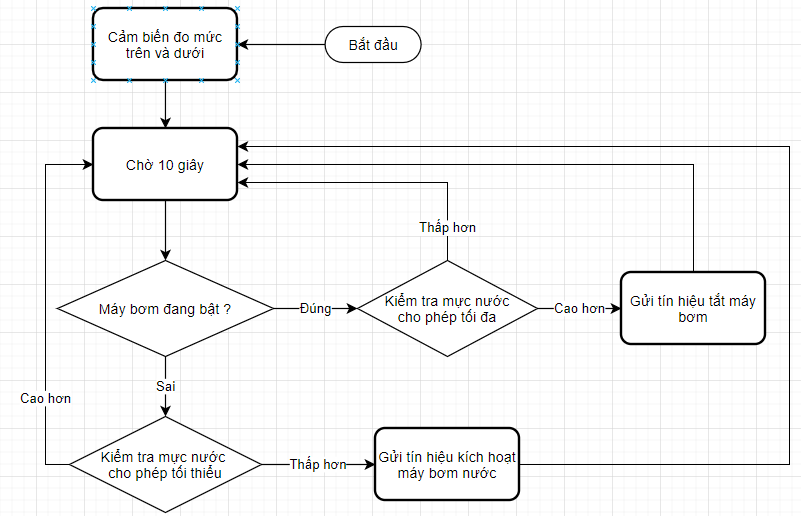 Cảm biến đo mức
trên và dưới
Bắt đầu
Chờ 10 giây
Thấp hơn
Máy bơm đang bật ?
Đúng
Kiểm tra mực nước
cho phép tối đa
Cao hơn
Gửi tín hiệu tắt máy
bơm
Sai
Cao hơn
Kiểm tra mực nước
cho phép tối thiểu
Thấp hơn
Gửi tín hiệu kích hoạt
máy bơm nước